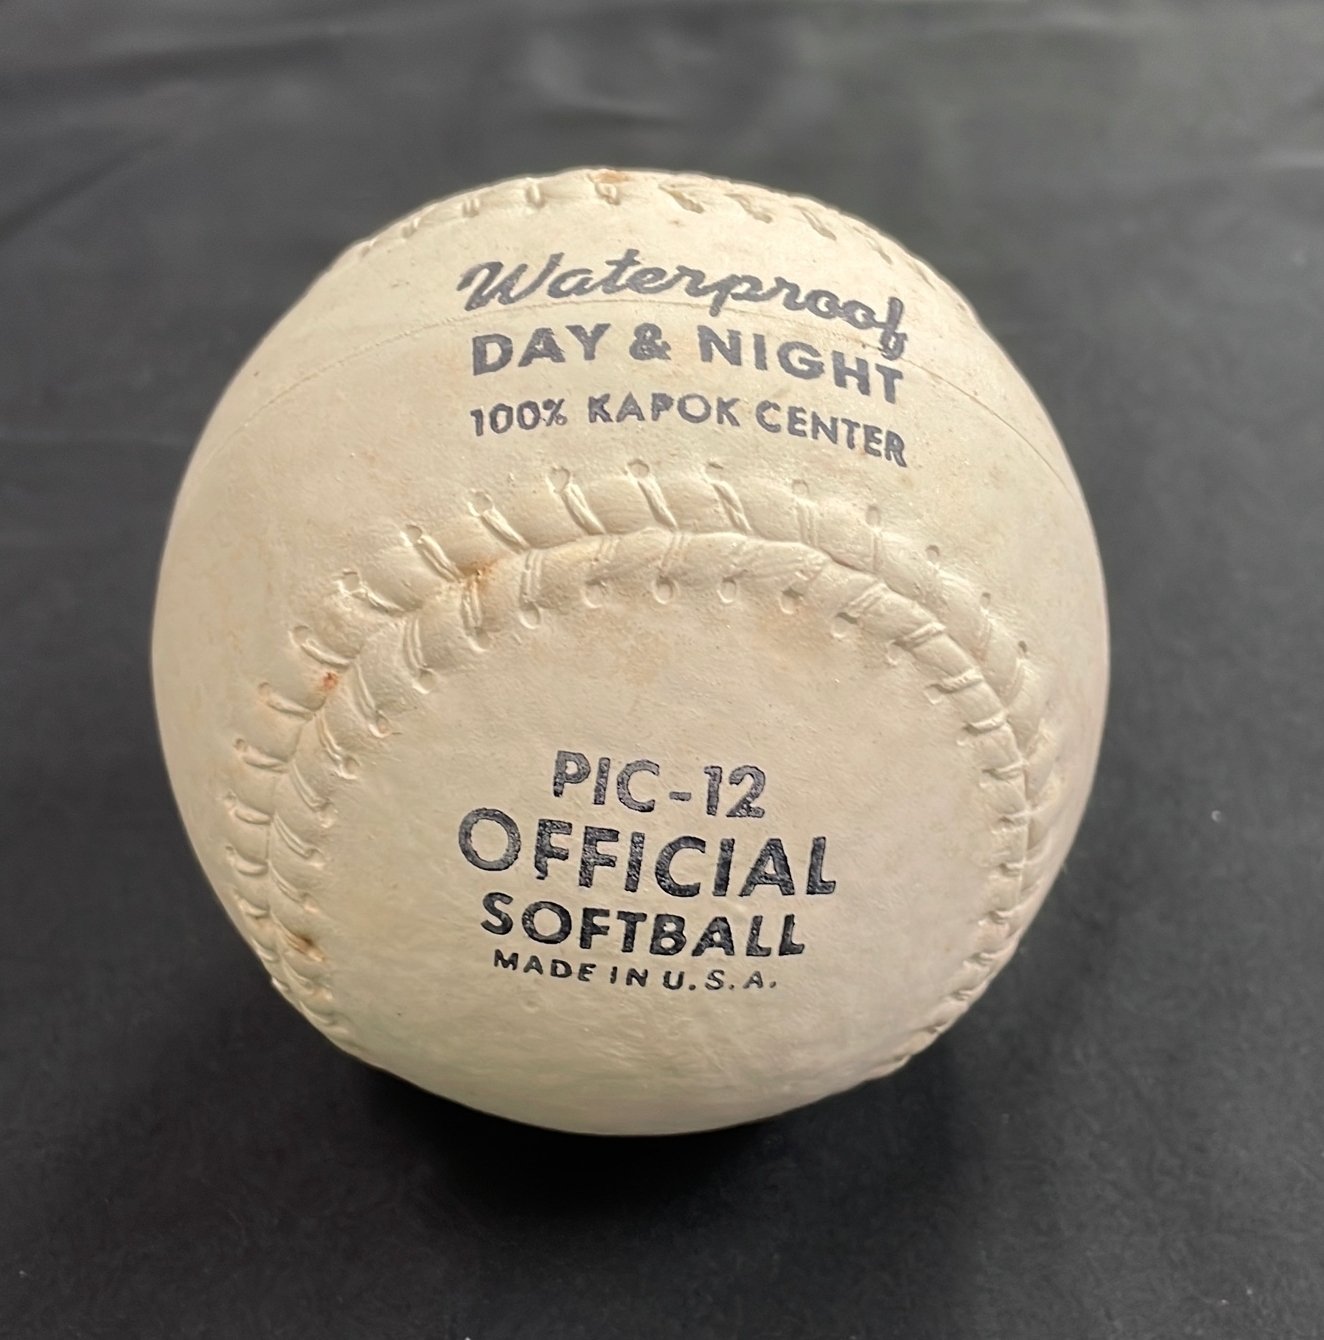 Waterproof
DAY & NIGHT
100% KAPOK CENTER
PIC-12
OFFICIAL
SOFTBALL
MADE IN U.S.A.